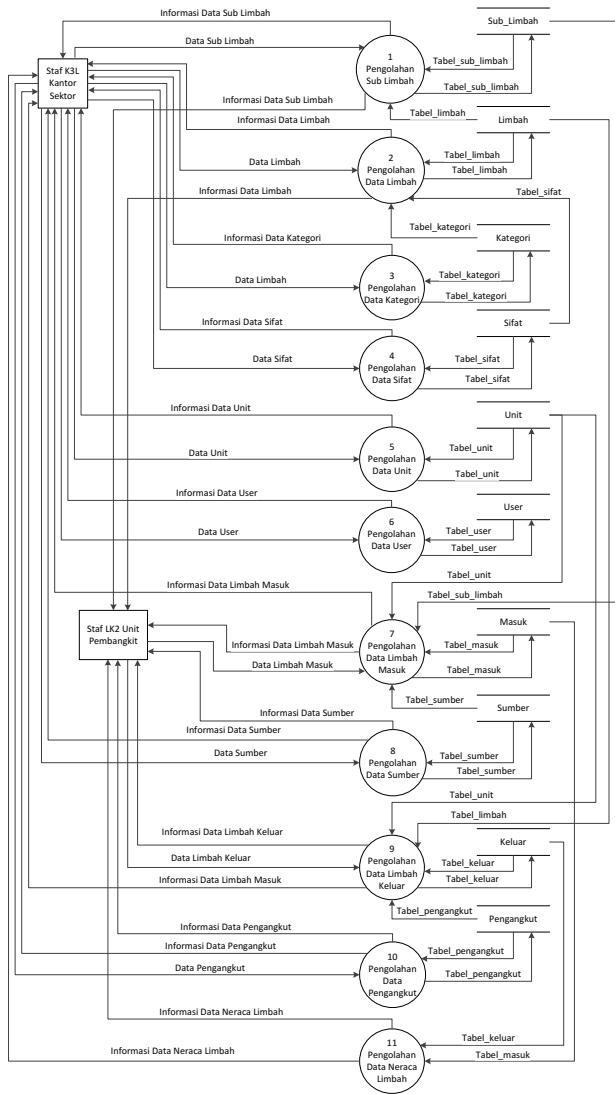 Informasi Data Sub Limbah
Sub_Limbah
Data Sub Limbah
Staf K3L
Kantor
Sektor
1
Pengolahan
Sub Limbah
Tabel_sub_limbah
Tabel_sub_limbah
Informasi Data Sub Limbah
Tabel_limbah
Limbah
Informasi Data Limbah
2
Pengolahan
Data Limbah
Tabel_limbah
Tabel_limbah
Data Limbah
Informasi Data Limbah
Tabel_sifat
Tabel_kategori
Kategori
Informasi Data Kategori
3
Pengolahan
Data Kategori
Tabel_kategori
Tabel_kategori
Data Limbah
Informasi Data Sifat
Sifat
4
Pengolahan
Data Sifat
Tabel_sifat
Tabel_sifat
Data Sifat
Informasi Data Unit
Unit
5
Pengolahan
Data Unit
Tabel_unit
Tabel_unit
Data Unit
Informasi Data User
User
6
Pengolahan
Data User
Tabel_user
Tabel_user
Data User
Informasi Data Limbah Masuk
Tabel_unit
Tabel_sub_limbah
Staf LK2 Unit
Pembangkit
7
Pengolahan
Data Limbah
Masuk
Masuk
Informasi Data Limbah Masuk
Tabel_masuk
Data Limbah Masuk
Tabel_masuk
Tabel_sumber
Sumber
Informasi Data Sumber
Informasi Data Sumber
8
Pengolahan
Data Sumber
Tabel_sumber
Tabel_sumber
Data Sumber
Tabel_unit
Tabel_limbah
Informasi Data Limbah Keluar
Keluar
9
Pengolahan
Data Limbah
Keluar
Data Limbah Keluar
Tabel_keluar
Tabel_keluar
Informasi Data Limbah Masuk
Tabel_pengangkut
Pengangkut
Informasi Data Pengangkut
Informasi Data Pengangkut
10
Pengolahan
Data
Pengangkut
Tabel_pengangkut
Tabel_pengangkut
Data Pengangkut
Informasi Data Neraca Limbah
11
Pengolahan
Data Neraca
Limbah
Tabel_keluar
Informasi Data Neraca Limbah
Tabel_masuk